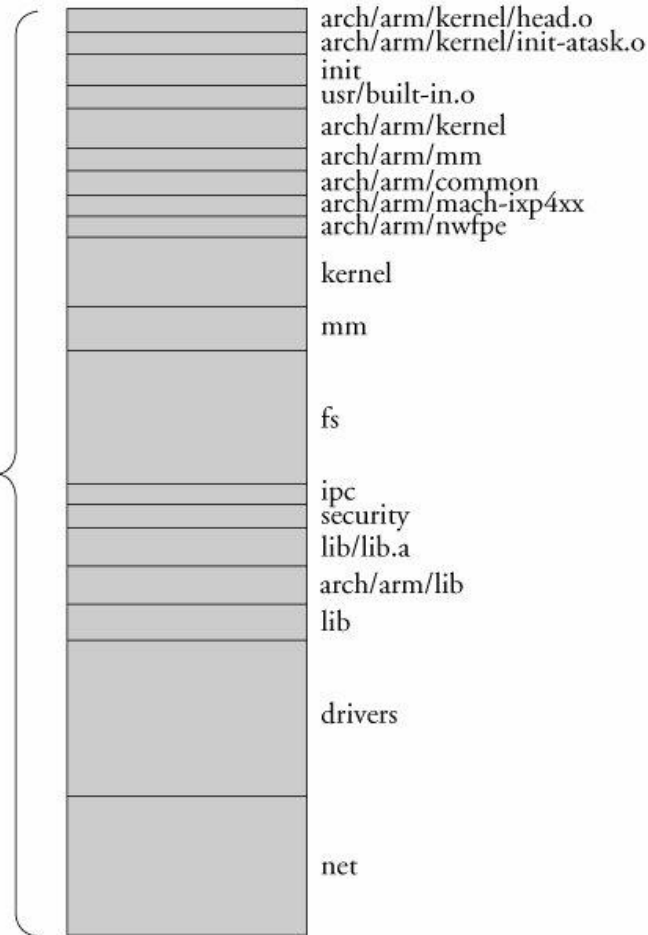 arch/arm/kernel/head.o
arch/arm/kernel/init-atask.o
init
usr/built-in.o
arch/arm/kernel
arch/arm/mm
arch/arm/common
arch/arm/mach-ixp4xx
arch/arm/nwfpe
kernel
mm
fs
ipc
security
lib/lib.a
arch/arm/lib
lib
drivers
net